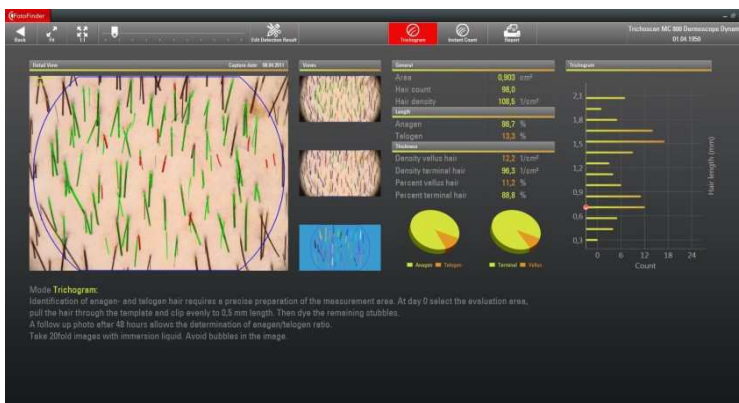 FotoFinder
Back
Fit
1:1
Edit Detection Result
Trichogram
Instant Count
Report
Trichoscan MC 800 Dermoscope Dynam
01.04.1950
Detail View
Capture date 08.04.2011
Views
General
Area 0,903 cm²
Hair count 98,0
Hair density 108,5 1/cm²
Length
Anagen 86,7 %
Telogen 13,3 %
Thickness
Density vellus hair 12,2 1/cm²
Density terminal hair 96,3 1/cm²
Percent vellus hair 11,2 %
Percent terminal hair 88,8 %
Anagen Telogen
Terminal Vellus
Trichogram
2,1
1,8
1,5
1,2
0,9
0,6
0,3
0 6 12 18 24
Count
Hair length (mm)
Mode Trichogram:
Identification of anagen- and telogen hair requires a precise preparation of the measurement area. At day 0 select the evaluation area,
pull the hair through the template and clip evenly to 0,5 mm length. Then dye the remaining stubbles.
A follow up photo after 48 hours allows the determination of anagen/telogen ratio.
Take 20fold images with immersion liquid. Avoid bubbles in the image.